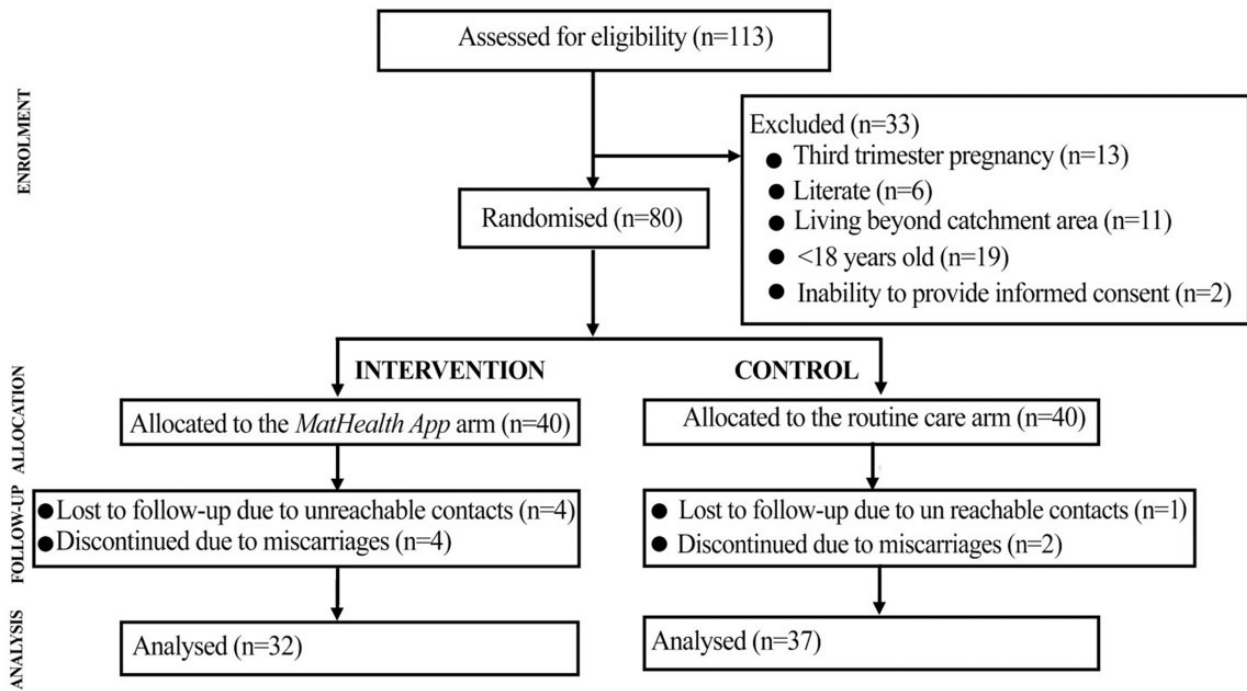 Assessed for eligibility (n=113)
ENROLMENT
Excluded (n=33)
● Third trimester pregnancy (n=13)
● Literate (n=6)
● Living beyond catchment area (n=11)
● <18 years old (n=19)
● Inability to provide informed consent (n=2)
Randomised (n=80)
INTERVENTION
CONTROL
ALLOCATION
Allocated to the MatHealth App arm (n=40)
Allocated to the routine care arm (n=40)
FOLLOW-UP
● Lost to follow-up due to unreachable contacts (n=4)
● Discontinued due to miscarriages (n=4)
● Lost to follow-up due to un reachable contacts (n=1)
● Discontinued due to miscarriages (n=2)
ANALYSIS
Analysed (n=32)
Analysed (n=37)